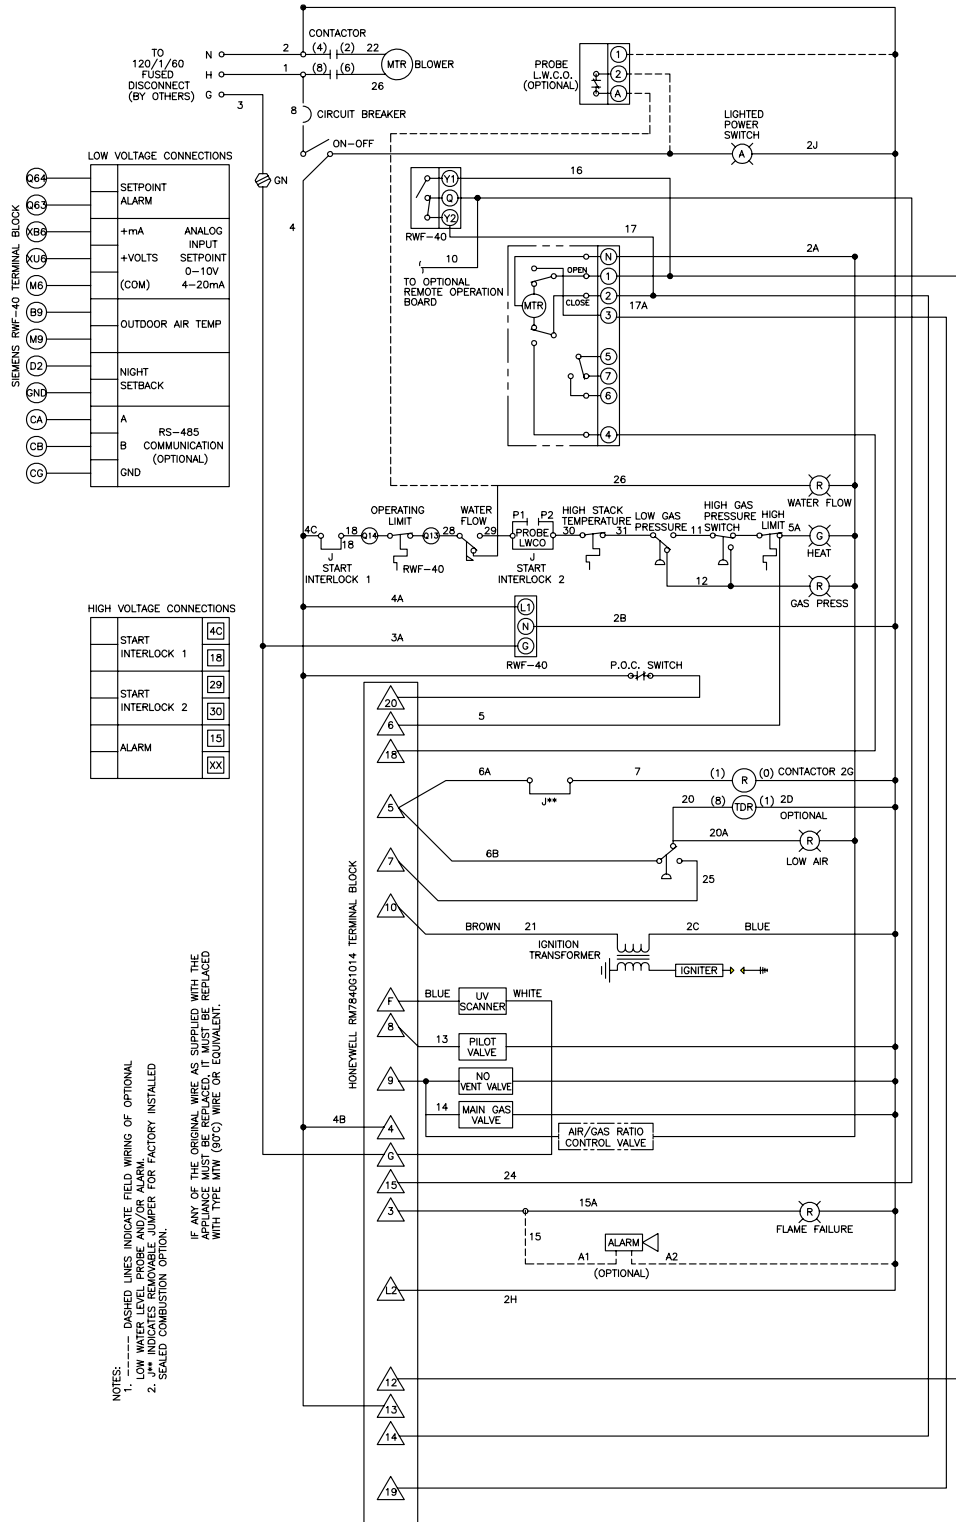 CONTACTOR
TO
120/1/60
FUSED
DISCONNECT
(BY OTHERS)
N
H
G
2
(4)
(2)
22
1
(8)
(6)
26
3
MTR
BLOWER
8
CIRCUIT BREAKER
ON-OFF
GN
4
PROBE
L.W.C.O.
(OPTIONAL)
1
2
A
LIGHTED
POWER
SWITCH
A
2J
LOW VOLTAGE CONNECTIONS
SIEMENS RWF-40 TERMINAL BLOCK
Q64
Q63
XB6
XU6
M6
B9
M9
D2
GND
CA
CB
CG
SETPOINT
ALARM
+mA
ANALOG
INPUT
+VOLTS
SETPOINT
0-10V
(COM)
4-20mA
OUTDOOR AIR TEMP
NIGHT
SETBACK
A
RS-485
B
COMMUNICATION
(OPTIONAL)
GND
Y1
Q
Y2
RWF-40
16
17
10
TO OPTIONAL
REMOTE OPERATION
BOARD
MTR
OPEN
CLOSE
N
1
2
3
5
7
6
4
2A
17A
26
R
WATER FLOW
4C
18
18
J
START
INTERLOCK 1
Q14
OPERATING
LIMIT
Q13
RWF-40
28
WATER
FLOW
29
P1
P2
PROBE
LWCO
J
START
INTERLOCK 2
30
HIGH STACK
TEMPERATURE
31
LOW GAS
PRESSURE
11
HIGH GAS
PRESSURE
SWITCH
HIGH
LIMIT
5A
G
HEAT
12
R
GAS PRESS
4A
L1
N
G
RWF-40
2B
3A
P.O.C. SWITCH
HIGH VOLTAGE CONNECTIONS
START
INTERLOCK 1
4C
18
START
INTERLOCK 2
29
30
ALARM
15
XX
HONEYWELL RM7840G1014 TERMINAL BLOCK
20
6
5
18
5
6A
J**
7
(1)
R
(0)
CONTACTOR 2G
20
(8)
TDR
(1)
2D
OPTIONAL
20A
R
LOW AIR
6B
7
25
10
BROWN
21
2C
BLUE
IGNITION
TRANSFORMER
IGNITER
F
BLUE
UV
SCANNER
WHITE
8
13
PILOT
VALVE
9
NO
VENT VALVE
14
MAIN GAS
VALVE
AIR/GAS RATIO
CONTROL VALVE
4B
4
G
15
24
3
15A
R
FLAME FAILURE
15
ALARM
A1
A2
(OPTIONAL)
L2
2H
12
13
14
19
IF ANY OF THE ORIGINAL WIRE AS SUPPLIED WITH THE
APPLIANCE MUST BE REPLACED, IT MUST BE REPLACED
WITH TYPE MTW (90°C) WIRE OR EQUIVALENT.
NOTES:
1. ------ DASHED LINES INDICATE FIELD WIRING OF OPTIONAL
LOW WATER LEVEL PROBE AND/OR ALARM.
2. J** INDICATES REMOVABLE JUMPER FOR FACTORY INSTALLED
SEALED COMBUSTION OPTION.